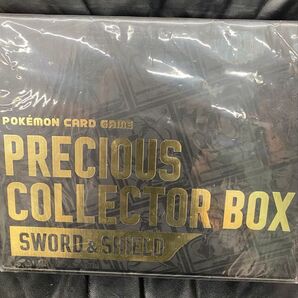 POKÉMON CARD GAME
PRECIOUS
COLLECTOR BOX
SWORD & SHIELD